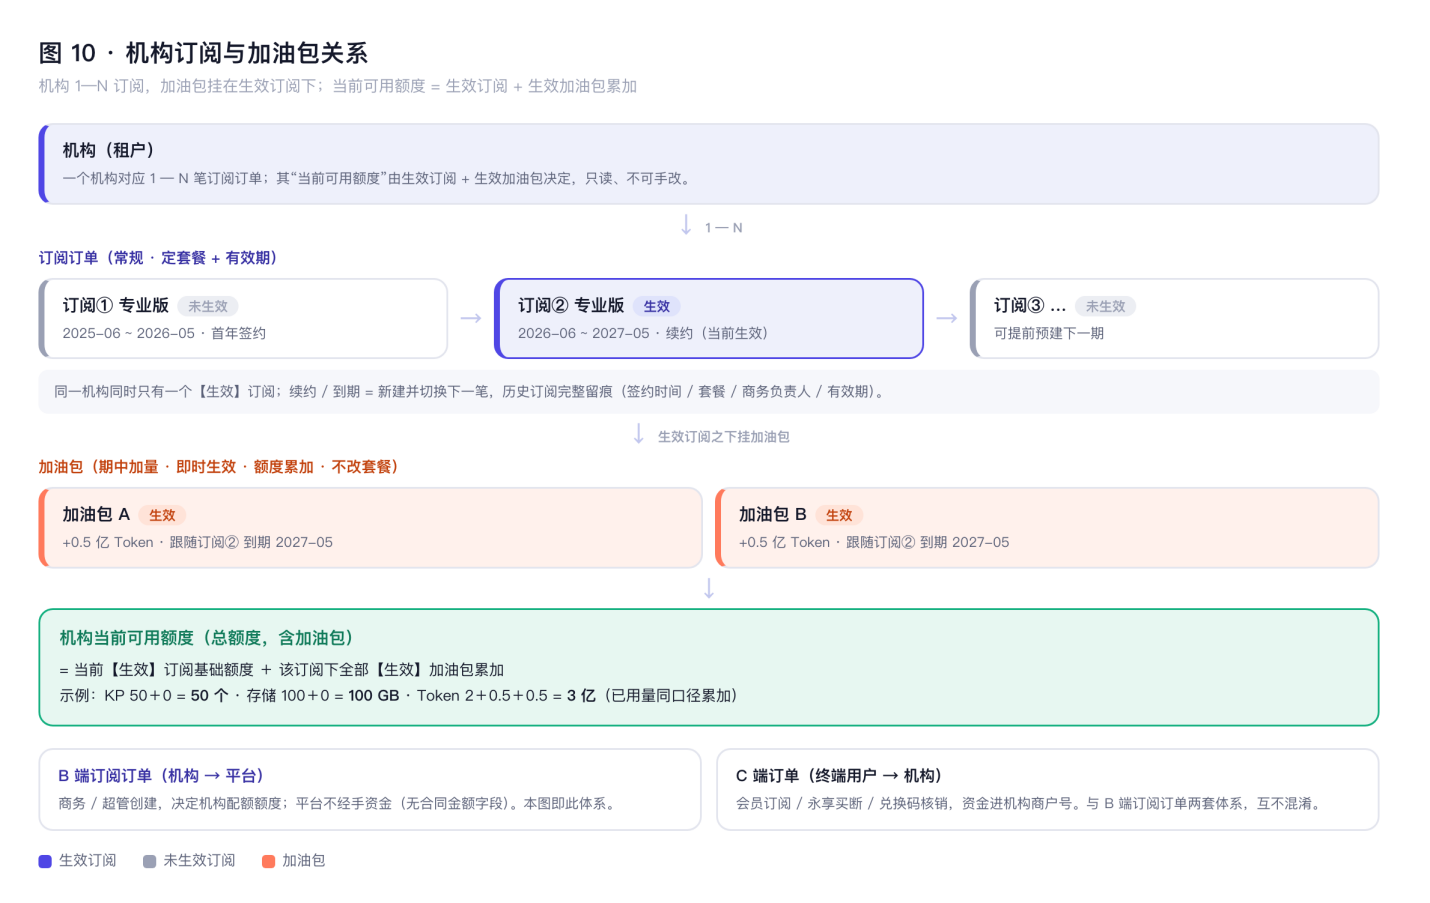 图 10 · 机构订阅与加油包关系
机构 1—N 订阅，加油包挂在生效订阅下；当前可用额度 = 生效订阅 + 生效加油包累加
机构（租户）
一个机构对应 1 — N 笔订阅订单；其“当前可用额度”由生效订阅 + 生效加油包决定，只读、不可手改。
↓ 1 — N
订阅订单（常规 · 定套餐 + 有效期）
订阅① 专业版 未生效
2025-06 ~ 2026-05 · 首年签约
→
订阅② 专业版 生效
2026-06 ~ 2027-05 · 续约（当前生效）
→
订阅③ ... 未生效
可提前预建下一期
同一机构同时只有一个【生效】订阅；续约 / 到期 = 新建并切换下一笔，历史订阅完整留痕（签约时间 / 套餐 / 商务负责人 / 有效期）。
↓ 生效订阅之下挂加油包
加油包（期中加量 · 即时生效 · 额度累加 · 不改套餐）
加油包 A 生效
+0.5 亿 Token · 跟随订阅② 到期 2027-05
加油包 B 生效
+0.5 亿 Token · 跟随订阅② 到期 2027-05
↓
机构当前可用额度（总额度，含加油包）
= 当前【生效】订阅基础额度 ＋ 该订阅下全部【生效】加油包累加
示例：KP 50＋0 = 50 个 · 存储 100＋0 = 100 GB · Token 2＋0.5＋0.5 = 3 亿（已用量同口径累加）
B 端订阅订单（机构 → 平台）
商务 / 超管创建，决定机构配额额度；平台不经手资金（无合同金额字段）。本图即此体系。
C 端订单（终端用户 → 机构）
会员订阅 / 永享买断 / 兑换码核销，资金进机构商户号。与 B 端订阅订单两套体系，互不混淆。
生效订阅 未生效订阅 加油包